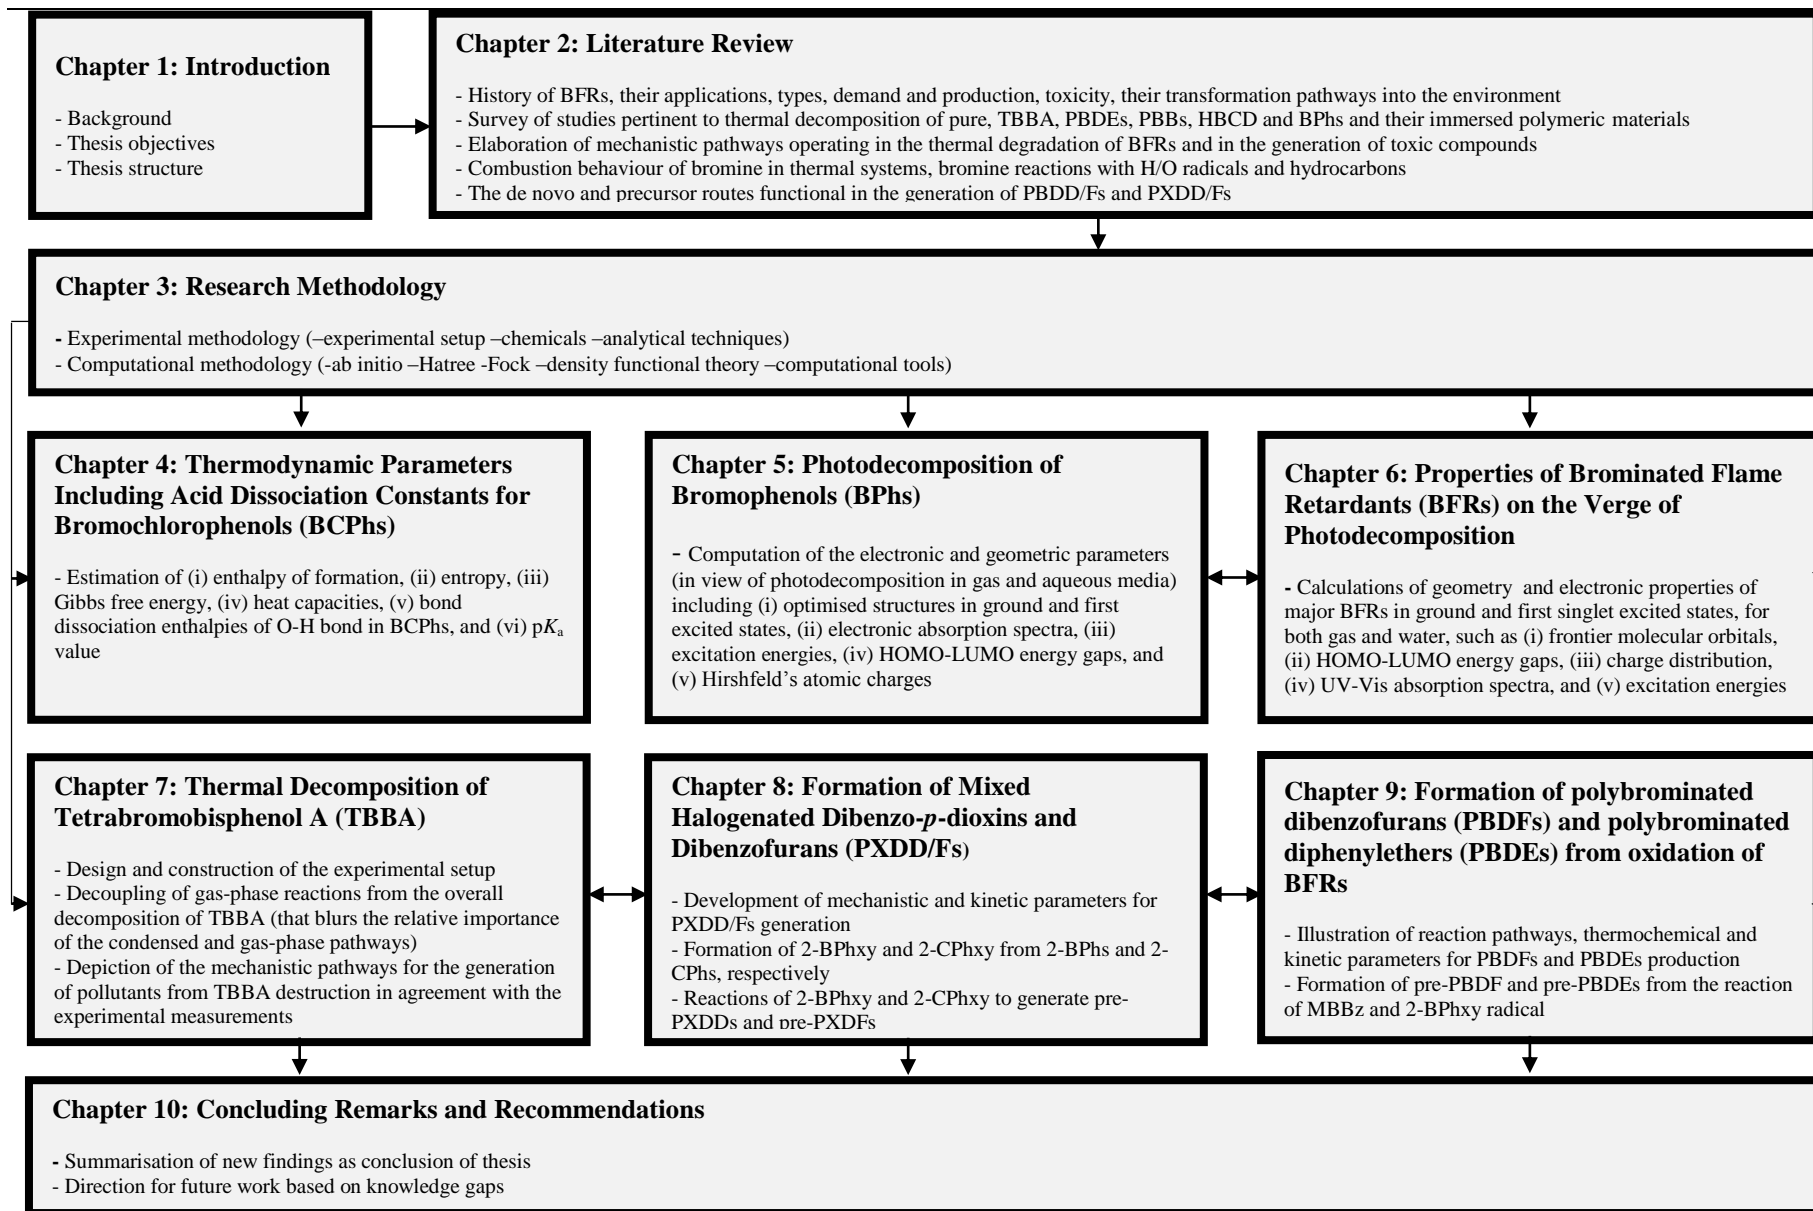 Chapter 1: Introduction
- Background
- Thesis objectives
- Thesis structure
Chapter 2: Literature Review
- History of BFRs, their applications, types, demand and production, toxicity, their transformation pathways into the environment
- Survey of studies pertinent to thermal decomposition of pure, TBBA, PBDEs, PBBs, HBCD and BPhs and their immersed polymeric materials
- Elaboration of mechanistic pathways operating in the thermal degradation of BFRs and in the generation of toxic compounds
- Combustion behaviour of bromine in thermal systems, bromine reactions with H/O radicals and hydrocarbons
- The de novo and precursor routes functional in the generation of PBDD/Fs and PXDD/Fs
Chapter 3: Research Methodology
- Experimental methodology (–experimental setup –chemicals –analytical techniques)
- Computational methodology (-ab initio –Hatree -Fock –density functional theory –computational tools)
Chapter 4: Thermodynamic Parameters
Including Acid Dissociation Constants for
Bromochlorophenols (BCPhs)
- Estimation of (i) enthalpy of formation, (ii) entropy, (iii)
Gibbs free energy, (iv) heat capacities, (v) bond
dissociation enthalpies of O-H bond in BCPhs, and (vi) pKa
value
Chapter 5: Photodecomposition of
Bromophenols (BPhs)
- Computation of the electronic and geometric parameters
(in view of photodecomposition in gas and aqueous media)
including (i) optimised structures in ground and first
excited states, (ii) electronic absorption spectra, (iii)
excitation energies, (iv) HOMO-LUMO energy gaps, and
(v) Hirshfeld's atomic charges
Chapter 6: Properties of Brominated Flame
Retardants (BFRs) on the Verge of
Photodecomposition
- Calculations of geometry and electronic properties of
major BFRs in ground and first singlet excited states, for
both gas and water, such as (i) frontier molecular orbitals,
(ii) HOMO-LUMO energy gaps, (iii) charge distribution,
(iv) UV-Vis absorption spectra, and (v) excitation energies
Chapter 7: Thermal Decomposition of
Tetrabromobisphenol A (TBBA)
- Design and construction of the experimental setup
- Decoupling of gas-phase reactions from the overall
decomposition of TBBA (that blurs the relative importance
of the condensed and gas-phase pathways)
- Depiction of the mechanistic pathways for the generation
of pollutants from TBBA destruction in agreement with the
experimental measurements
Chapter 8: Formation of Mixed
Halogenated Dibenzo-p-dioxins and
Dibenzofurans (PXDD/Fs)
- Development of mechanistic and kinetic parameters for
PXDD/Fs generation
- Formation of 2-BPhxy and 2-CPhxy from 2-BPhs and 2-
CPhs, respectively
- Reactions of 2-BPhxy and 2-CPhxy to generate pre-
PXDDs and pre-PXDFs
Chapter 9: Formation of polybrominated
dibenzofurans (PBDFs) and polybrominated
diphenylethers (PBDEs) from oxidation of
BFRs
- Illustration of reaction pathways, thermochemical and
kinetic parameters for PBDFs and PBDEs production
- Formation of pre-PBDF and pre-PBDEs from the reaction
of MBBz and 2-BPhxy radical
Chapter 10: Concluding Remarks and Recommendations
- Summarisation of new findings as conclusion of thesis
- Direction for future work based on knowledge gaps